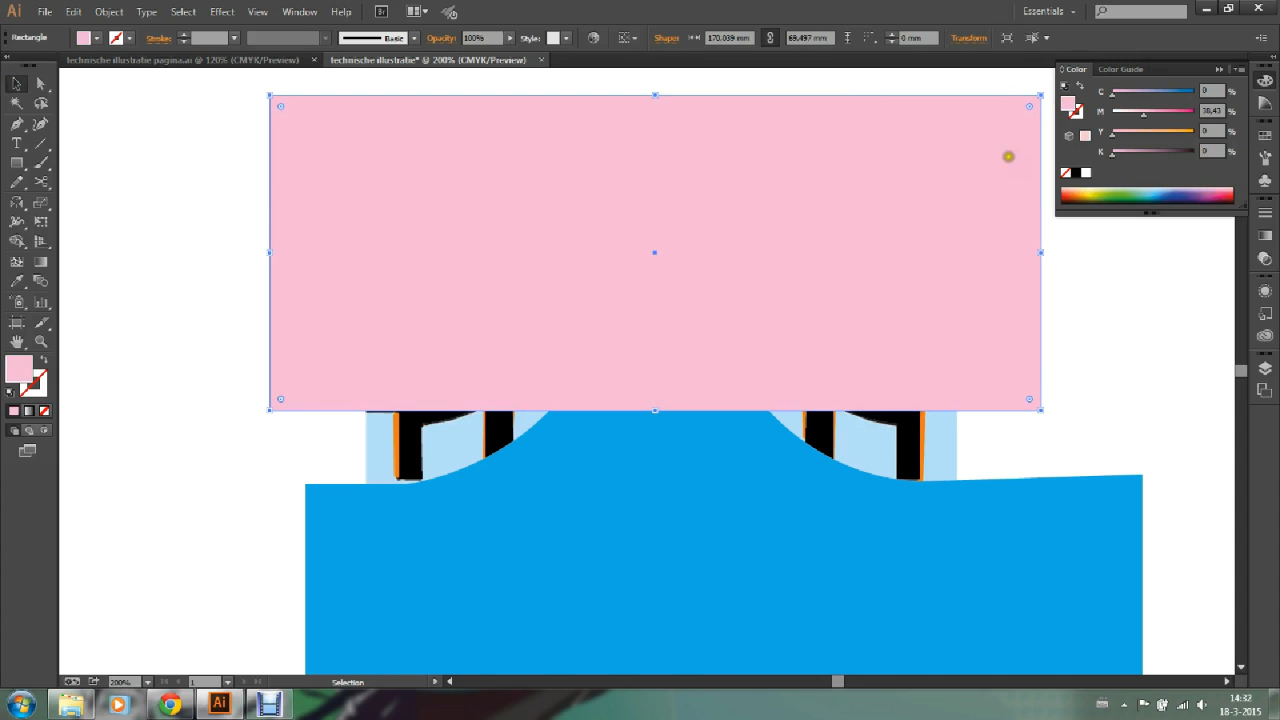 Ai File Edit Object Type Select Effect View Window Help Br Essentials
Rectangle Stroke: Basic Opacity: 100% Style: Shape: 170.039 mm 69.497 mm 0 mm Transform
technische illustratie pagina.ai @ 120% (CMYK/Preview) × technische illustratie* @ 200% (CMYK/Preview) ×
Color Color Guide
C 0 %
M 38,43 %
Y 0 %
K 0 %
T
200% 1 Selection
Ai 14:32
18-3-2015